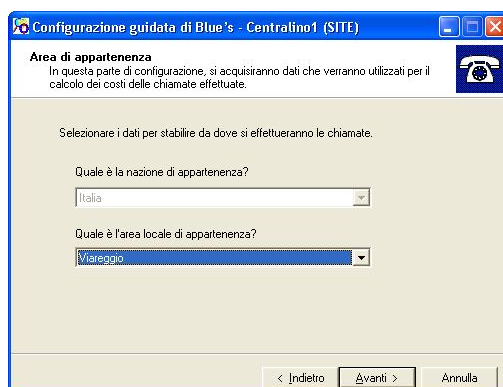 Configurazione guidata di Blue's - Centralino1 (SITE)
Area di appartenenza
In questa parte di configurazione, si acquisiranno dati che verranno utilizzati per il
calcolo dei costi delle chiamate effettuate.
Selezionare i dati per stabilire da dove si effettueranno le chiamate.
Quale è la nazione di appartenenza?
Italia
Quale è l'area locale di appartenenza?
Viareggio
< Indietro
Avanti >
Annulla